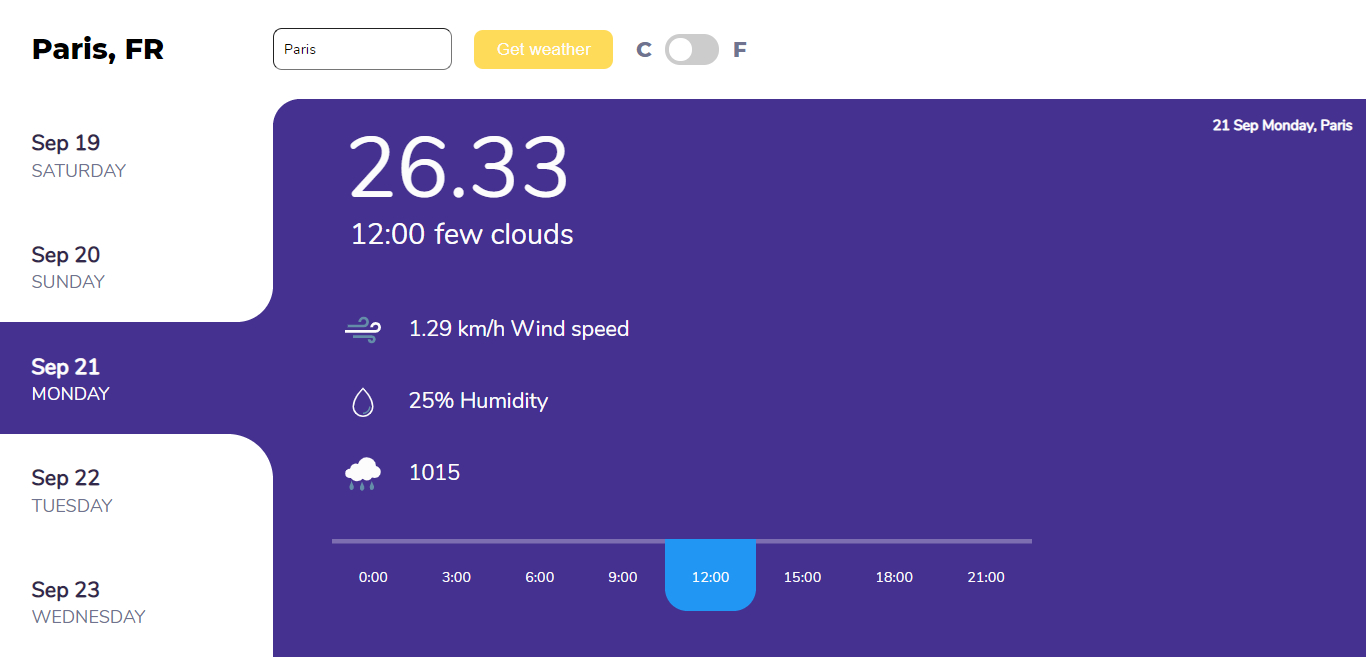 Paris, FR
Paris
Get weather
C
F
Sep 19
SATURDAY
Sep 20
SUNDAY
Sep 21
MONDAY
Sep 22
TUESDAY
Sep 23
WEDNESDAY
21 Sep Monday, Paris
26.33
12:00 few clouds
1.29 km/h Wind speed
25% Humidity
1015
0:00 3:00 6:00 9:00 12:00 15:00 18:00 21:00